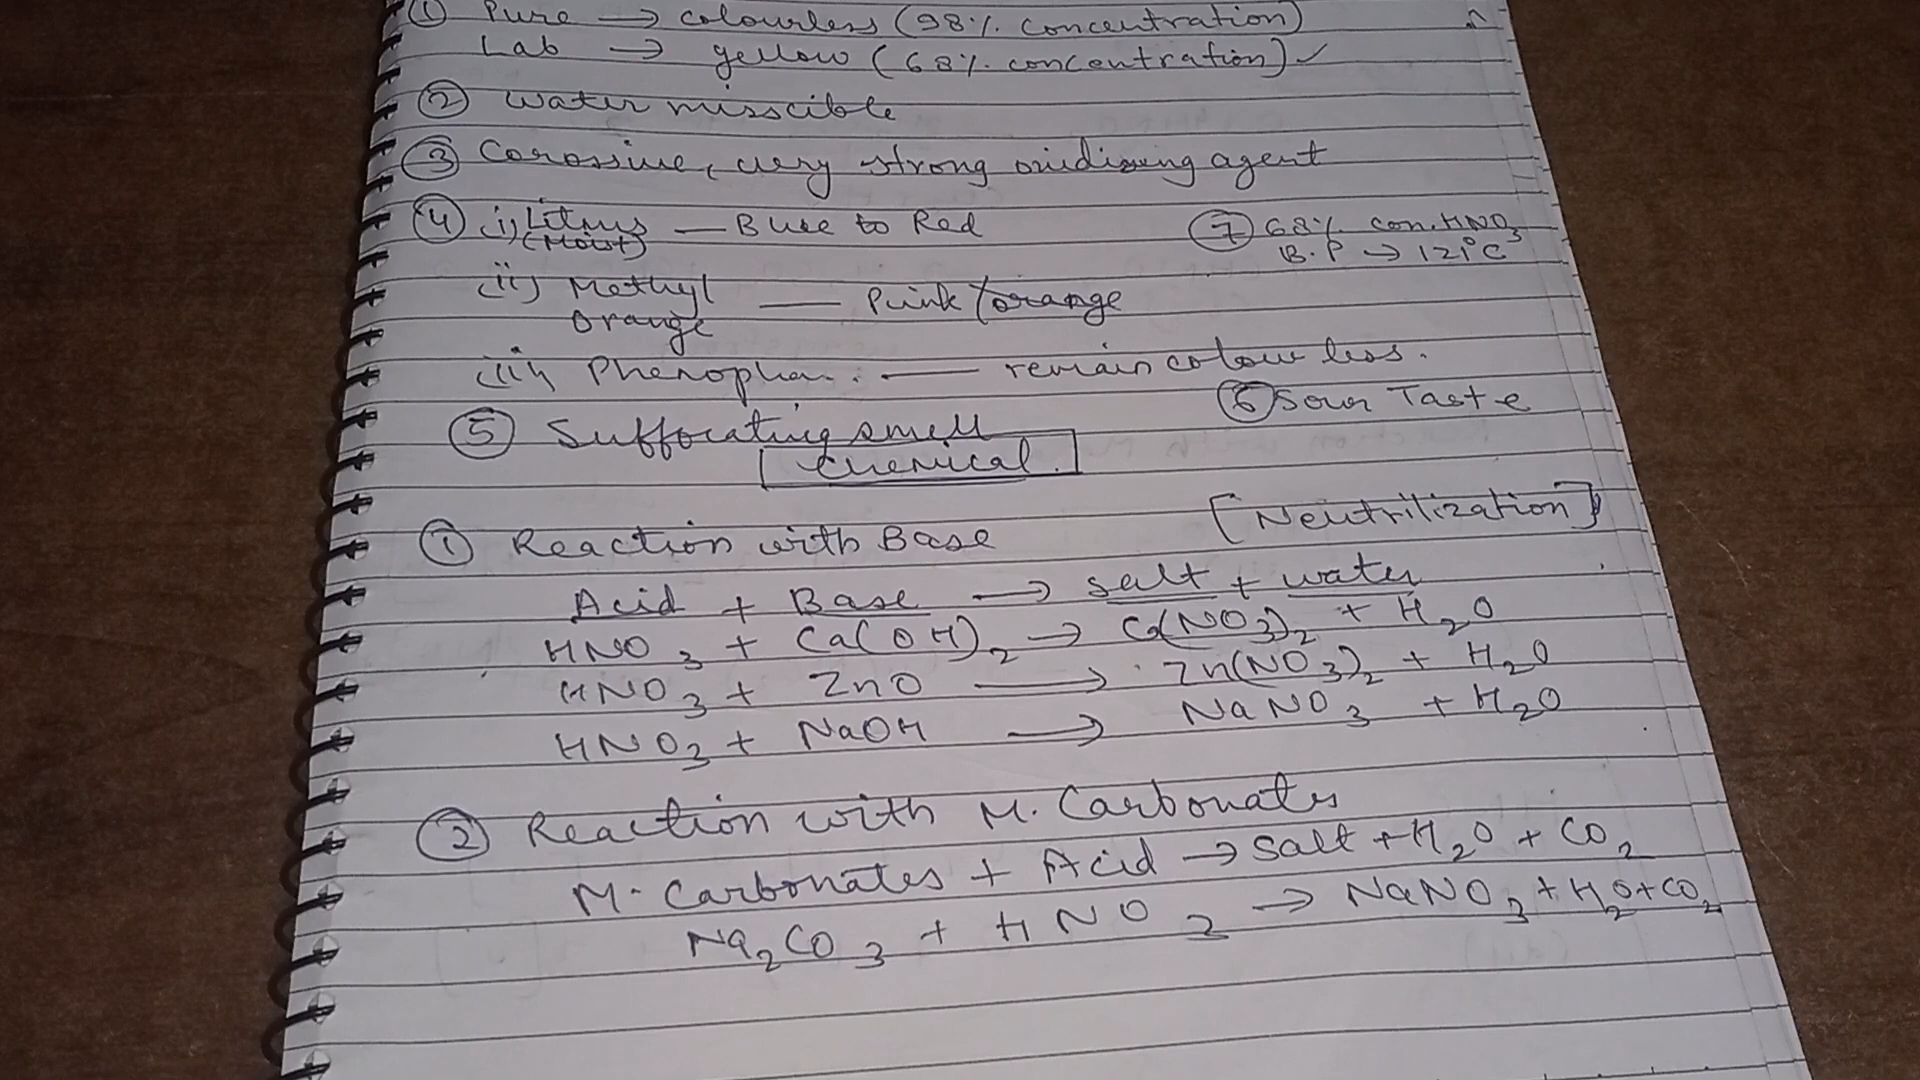 ① Pure → colourless (98% concentration)
Lab → yellow (68% concentration) ✓
② Water misscible
③ Corossive, very strong oxidizing agent
④ i) Litmus — Blue to Red
(Moist)
⑦ 68% con. HNO3
B.P → 121°C
(ii) Methyl Orange — Pink/orange
(iii) Phenopha.. — remain colourless.
⑥ Sour Taste
⑤ Suffocating smell
[Chemical.]
① Reaction with Base [Neutrilization]
Acid + Base → salt + water
HNO3 + Ca(OH)2 → Ca(NO3)2 + H2O
HNO3 + ZnO → Zn(NO3)2 + H2O
HNO3 + NaOH → NaNO3 + H2O
② Reaction with M. Carbonates
M. Carbonates + Acid → Salt + H2O + CO2
Na2CO3 + HNO3 → NaNO3 + H2O + CO2